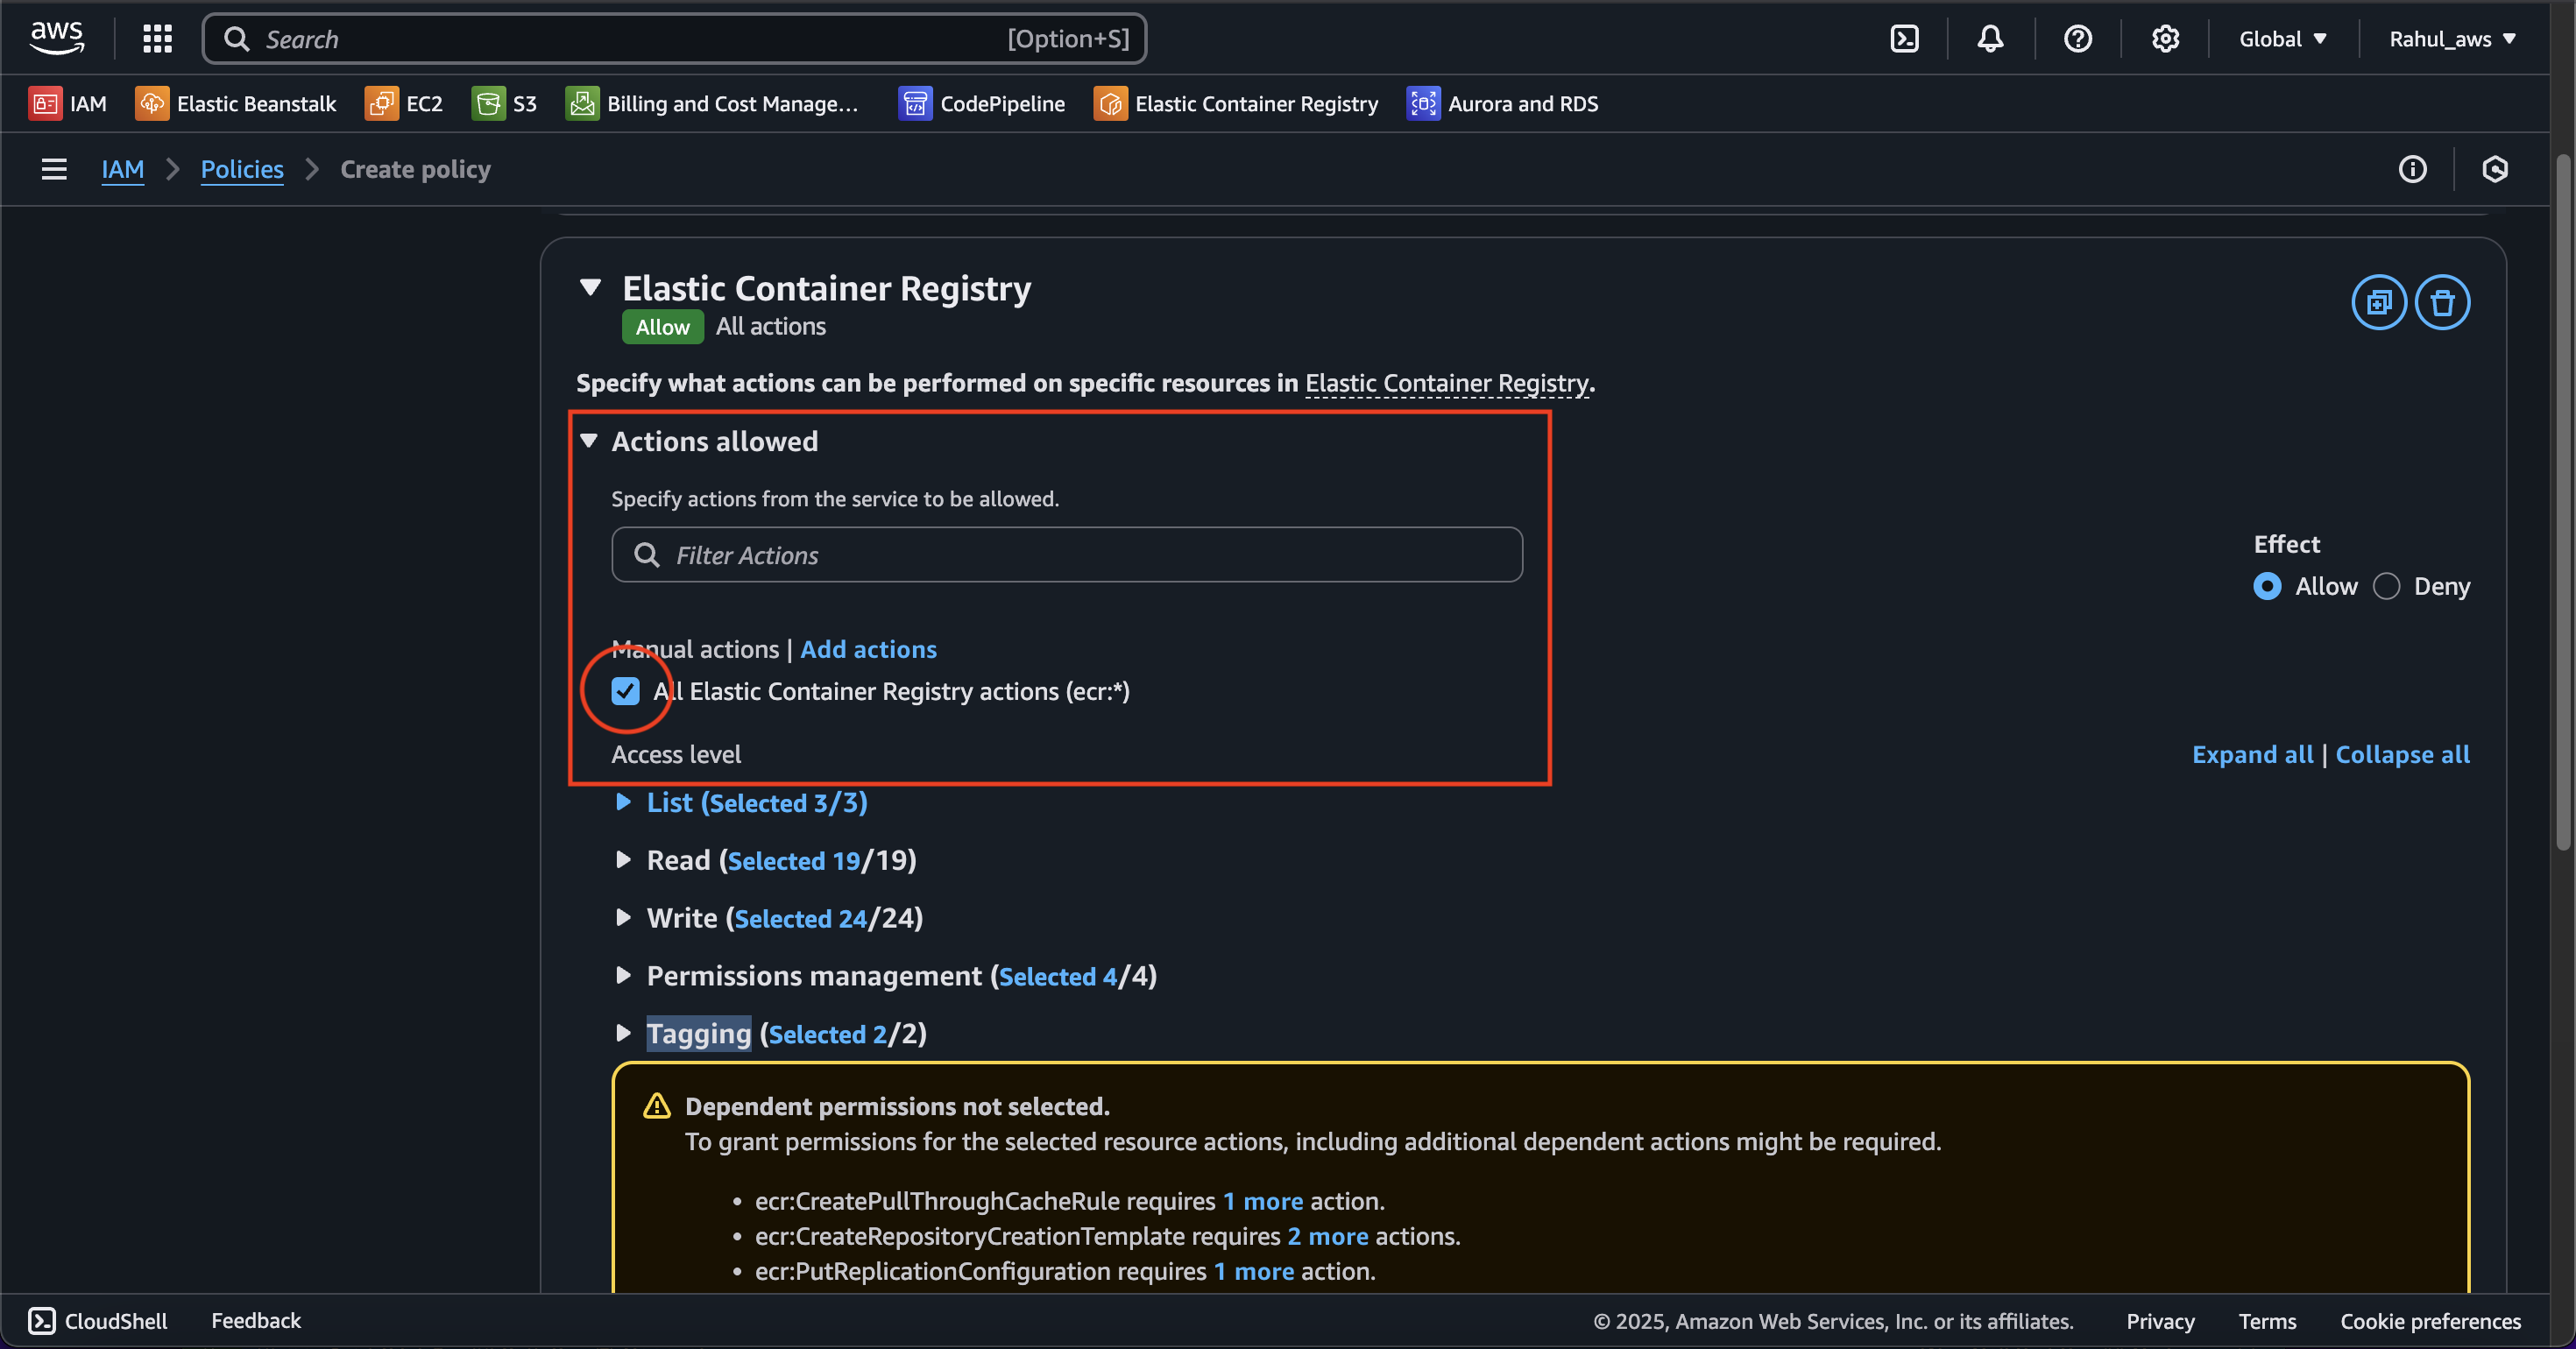 aws
Search [Option+S]
Global Rahul_aws
IAM Elastic Beanstalk EC2 S3 Billing and Cost Manage... CodePipeline Elastic Container Registry Aurora and RDS
IAM Policies Create policy
Elastic Container Registry
Allow All actions
Specify what actions can be performed on specific resources in Elastic Container Registry.
Actions allowed
Specify actions from the service to be allowed.
Filter Actions
Effect
Allow Deny
Manual actions | Add actions
All Elastic Container Registry actions (ecr:*)
Access level Expand all | Collapse all
List (Selected 3/3)
Read (Selected 19/19)
Write (Selected 24/24)
Permissions management (Selected 4/4)
Tagging (Selected 2/2)
Dependent permissions not selected.
To grant permissions for the selected resource actions, including additional dependent actions might be required.
• ecr:CreatePullThroughCacheRule requires 1 more action.
• ecr:CreateRepositoryCreationTemplate requires 2 more actions.
• ecr:PutReplicationConfiguration requires 1 more action.
CloudShell Feedback © 2025, Amazon Web Services, Inc. or its affiliates. Privacy Terms Cookie preferences